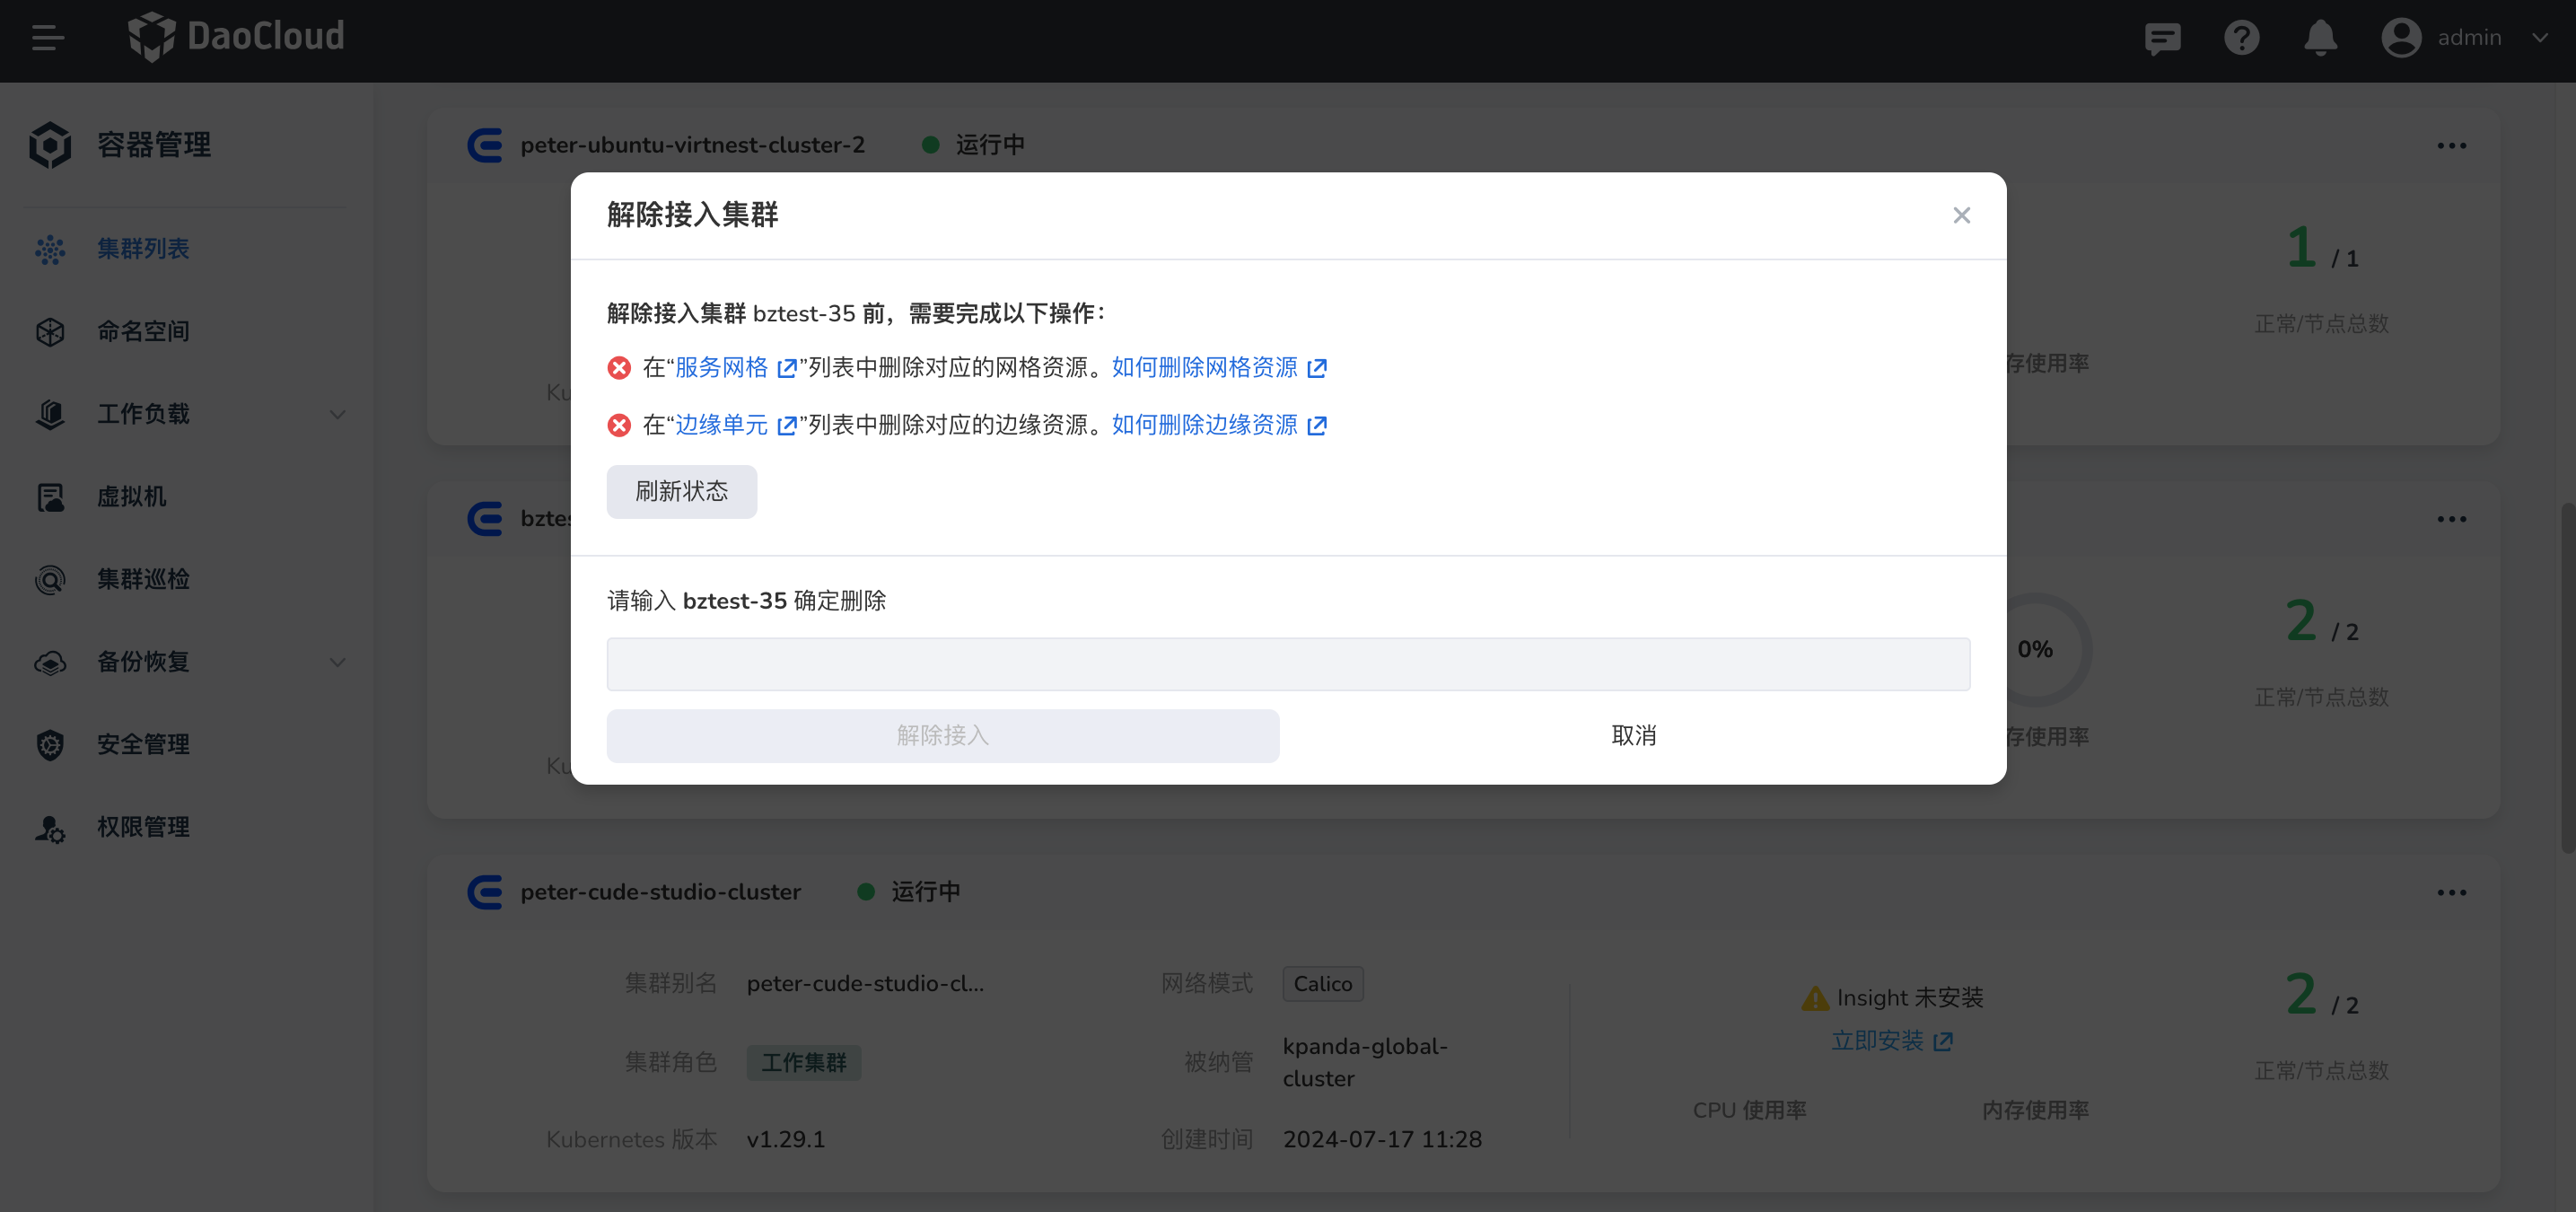 DaoCloud
admin
容器管理
集群列表
命名空间
工作负载
虚拟机
集群巡检
备份恢复
安全管理
权限管理
peter-ubuntu-virtnest-cluster-2 运行中
1 / 1
正常/节点总数
存使用率
Ku
解除接入集群
解除接入集群 bztest-35 前，需要完成以下操作：
在“服务网格”列表中删除对应的网格资源。如何删除网格资源
在“边缘单元”列表中删除对应的边缘资源。如何删除边缘资源
刷新状态
请输入 bztest-35 确定删除
解除接入
取消
bztes
0%
2 / 2
正常/节点总数
存使用率
Ku
peter-cude-studio-cluster 运行中
集群别名 peter-cude-studio-cl...
网络模式 Calico
集群角色 工作集群
被纳管 kpanda-global-
cluster
Kubernetes 版本 v1.29.1
创建时间 2024-07-17 11:28
Insight 未安装
立即安装
CPU 使用率
内存使用率
2 / 2
正常/节点总数